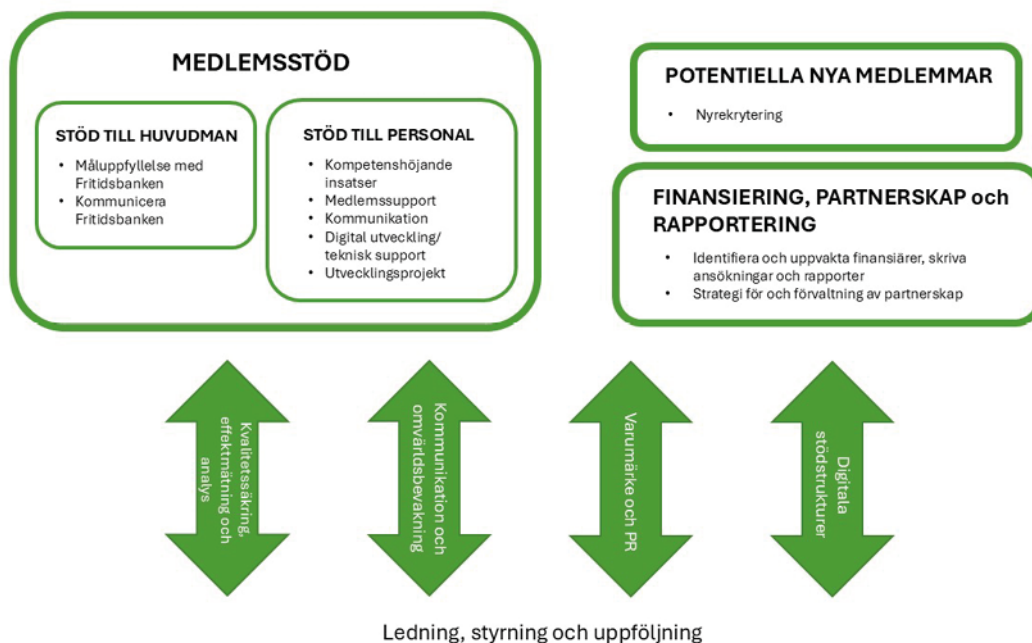 MEDLEMSSTÖD
STÖD TILL HUVUDMAN
• Måluppfyllelse med
Fritidsbanken
• Kommunicera
Fritidsbanken
STÖD TILL PERSONAL
• Kompetenshöjande
insatser
• Medlemssupport
• Kommunikation
• Digital utveckling/
teknisk support
• Utvecklingsprojekt
POTENTIELLA NYA MEDLEMMAR
• Nyrekrytering
FINANSIERING, PARTNERSKAP och
RAPPORTERING
• Identifiera och uppvakta finansiärer, skriva
ansökningar och rapporter
• Strategi för och förvaltning av partnerskap
Kvalitetssäkring,
effektmätning och
analys
Kommunikation och
omvärldsbevakning
Varumärke och PR
Digitala
stödstrukturer
Ledning, styrning och uppföljning